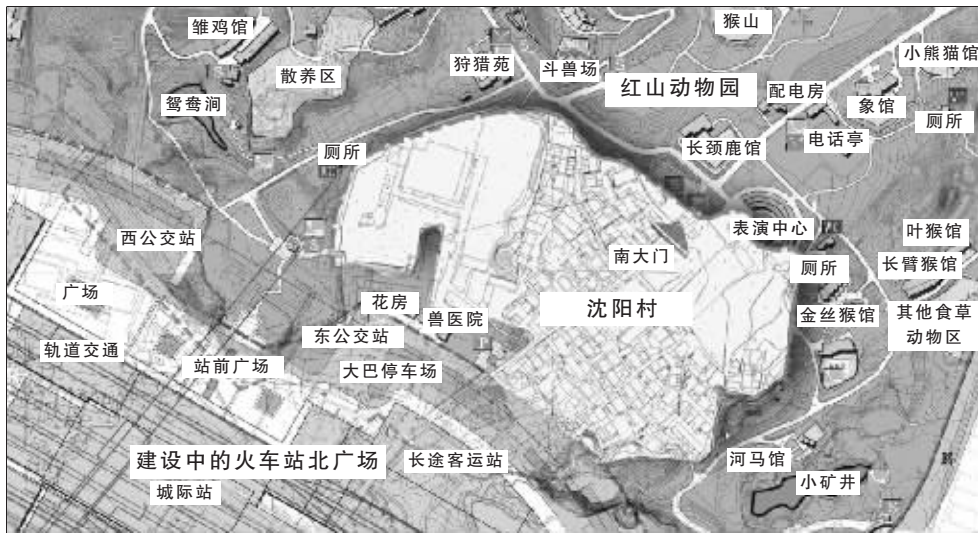 雏鸡馆
猴山
散养区
狩猎苑
斗兽场
小熊猫馆
红山动物园
配电房
鸳鸯涧
象馆
厕所
电话亭
厕所
长颈鹿馆
表演中心
西公交站
叶猴馆
南大门
厕所
长臂猴馆
广场
花房
沈阳村
金丝猴馆
其他食草
动物区
兽医院
东公交站
轨道交通
站前广场
大巴停车场
建设中的火车站北广场
长途客运站
河马馆
城际站
小矿井